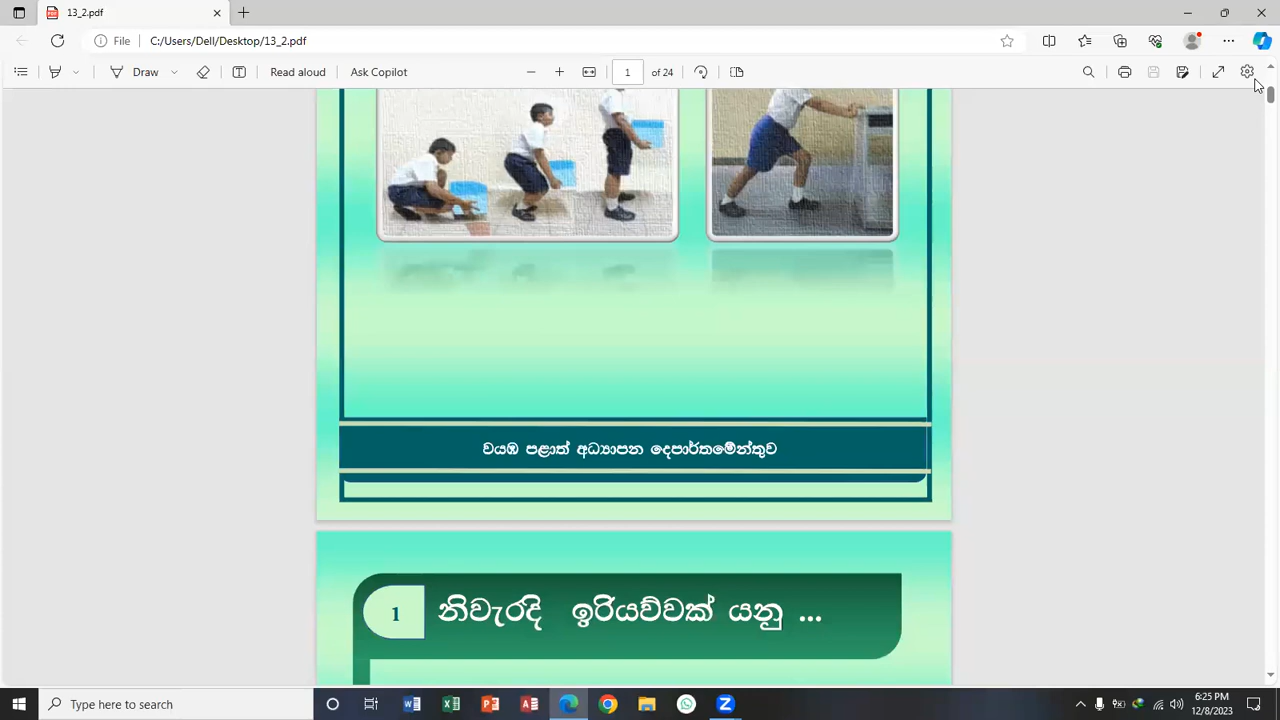 13_2.pdf
File
C:/Users/Dell/Desktop/13_2.pdf
Draw
Read aloud
Ask Copilot
1
of 24
වයඹ පළාත් අධ්‍යාපන දෙපාර්තමේන්තුව
1
නිවැරදි ඉරියව්වක් යනු ...
Type here to search
6:25 PM
12/8/2023